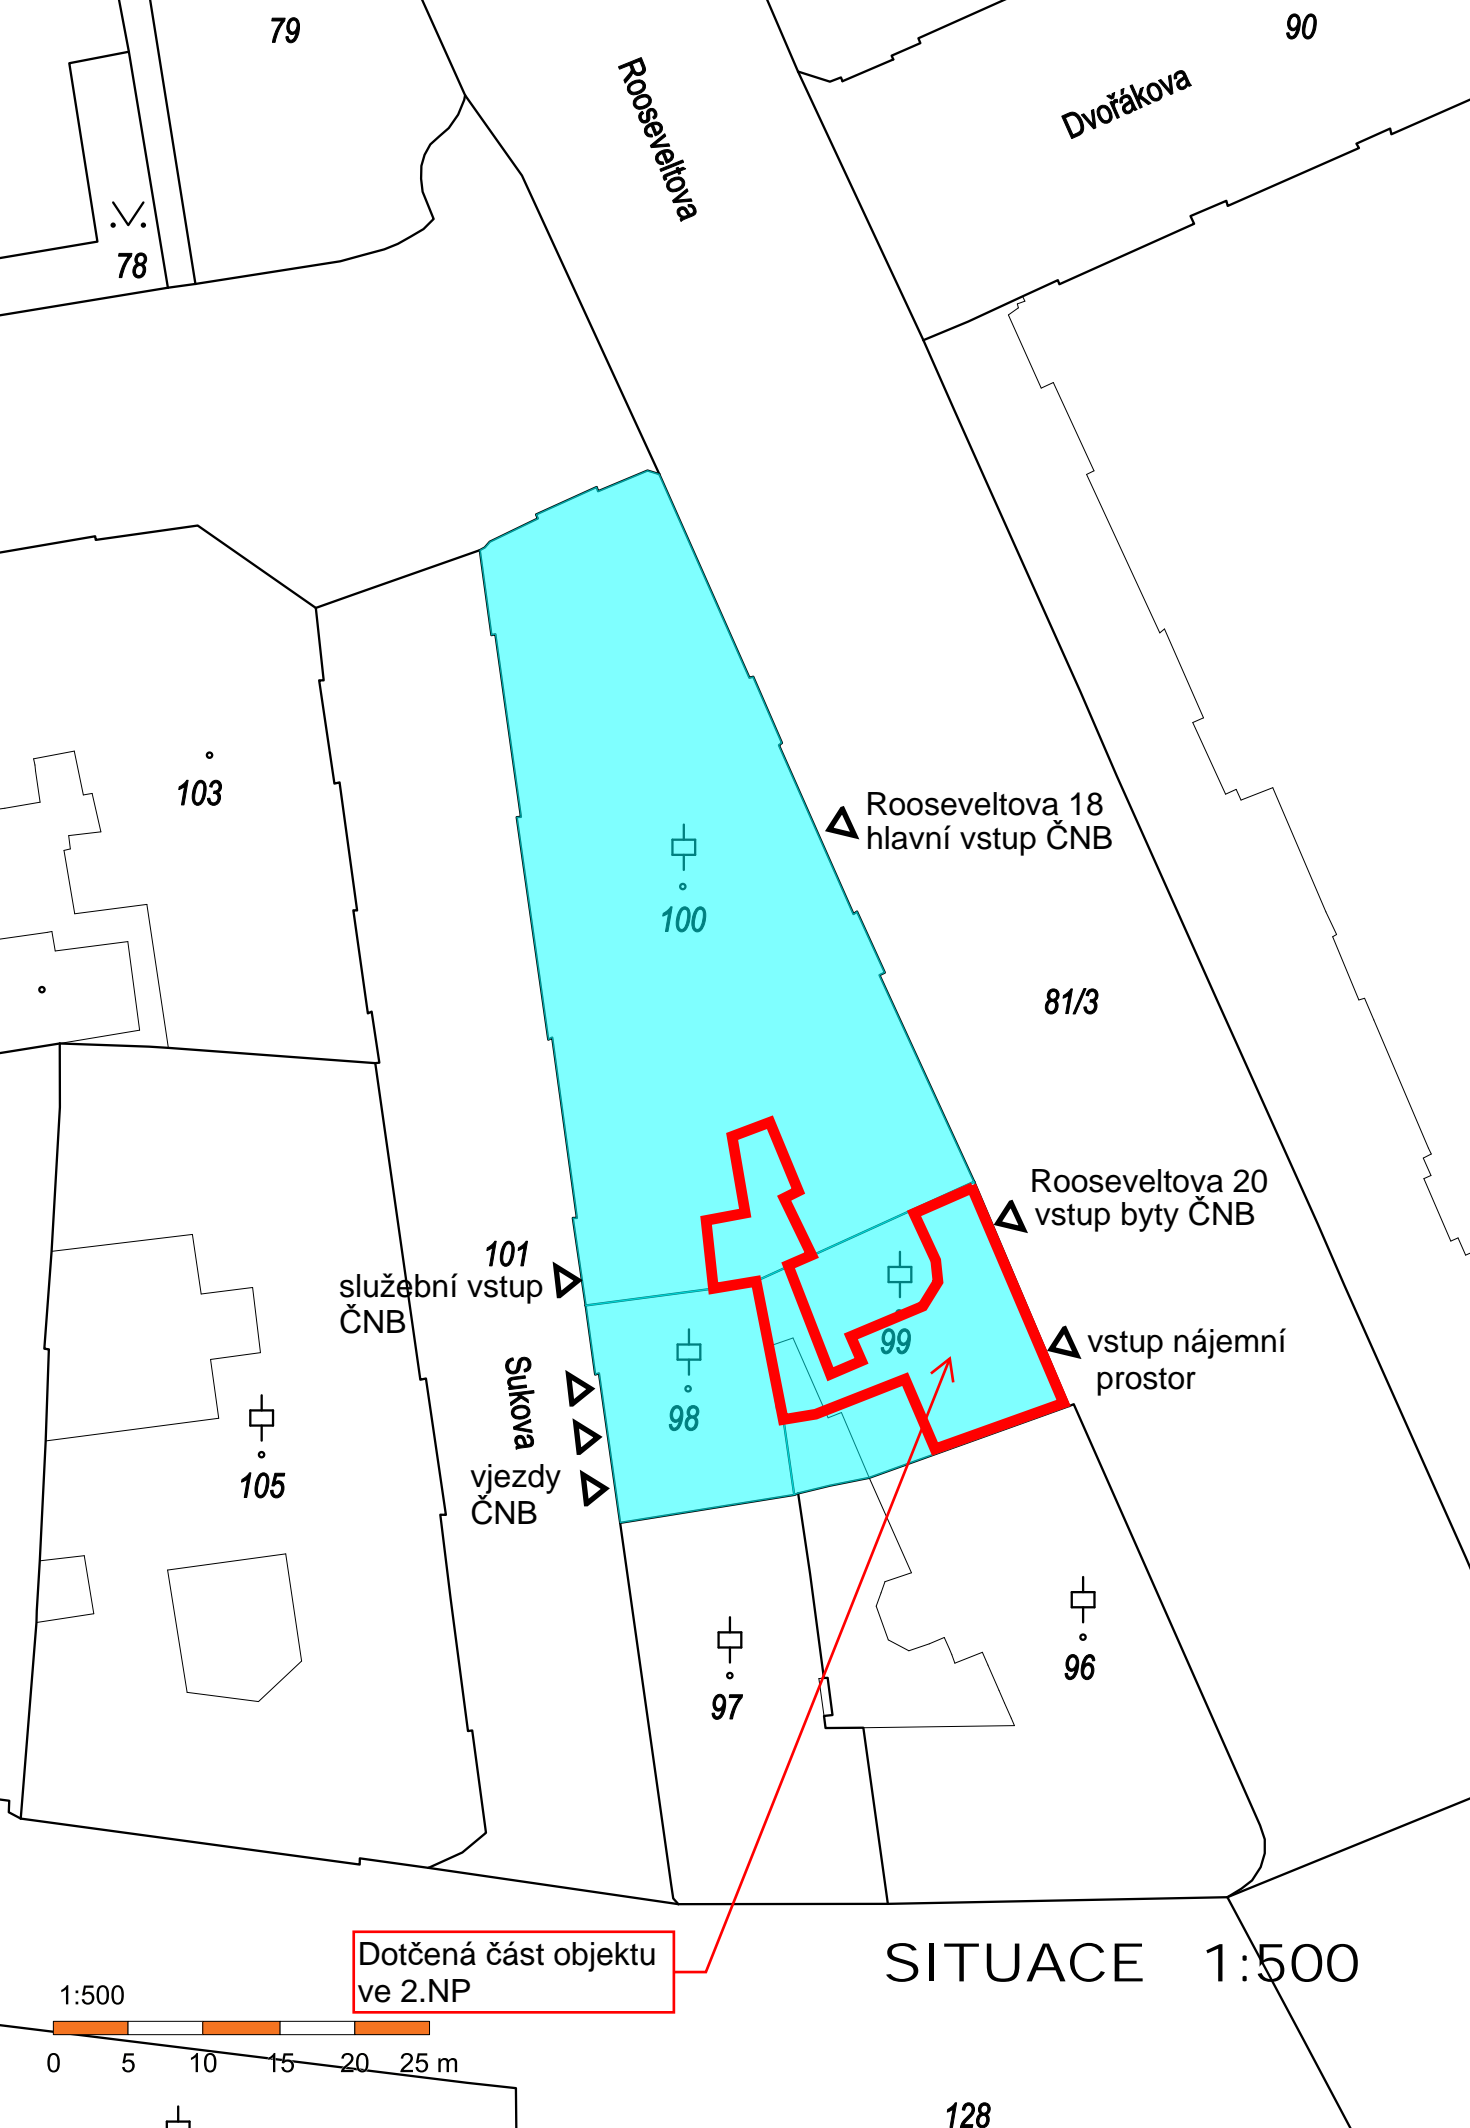 79
90
Rooseveltova
Dvořákova
78
103
Rooseveltova 18
hlavní vstup ČNB
100
81/3
Rooseveltova 20
vstup byty ČNB
101
služební vstup
ČNB
99
vstup nájemní
prostor
Sukova
98
vjezdy
ČNB
105
96
97
Dotčená část objektu
ve 2.NP
SITUACE 1:500
1:500
0 5 10 15 20 25 m
128